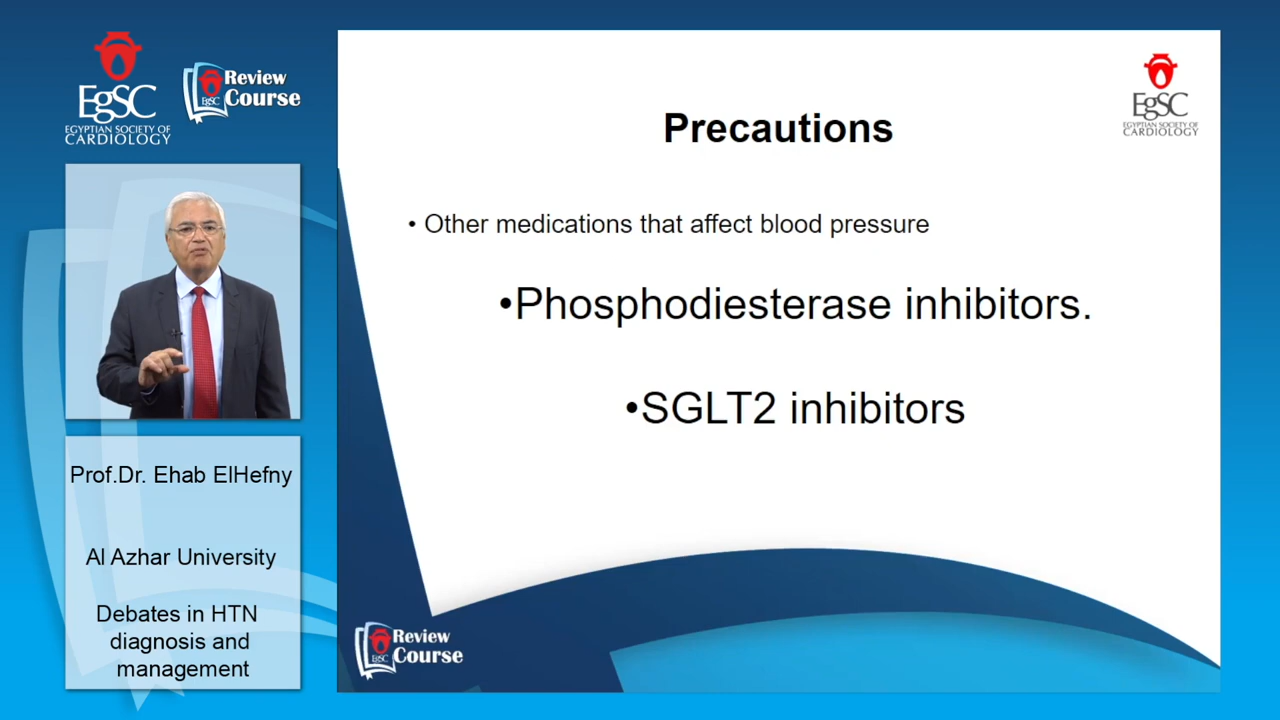 EgSC
EGYPTIAN SOCIETY OF
CARDIOLOGY
Review
Course
EgSC
Prof.Dr. Ehab ElHefny
Al Azhar University
Debates in HTN
diagnosis and
management
EgSC
EGYPTIAN SOCIETY OF
CARDIOLOGY
Precautions
• Other medications that affect blood pressure
•Phosphodiesterase inhibitors.
•SGLT2 inhibitors
Review
Course
EgSC